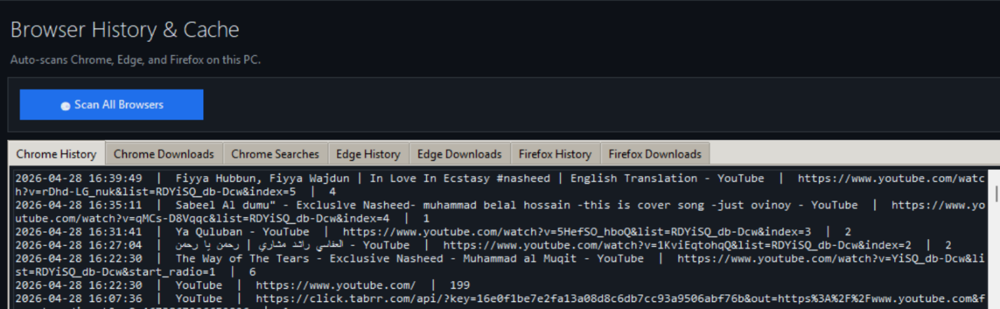 Browser History & Cache
Auto-scans Chrome, Edge, and Firefox on this PC.
Scan All Browsers
Chrome History Chrome Downloads Chrome Searches Edge History Edge Downloads Firefox History Firefox Downloads
2026-04-28 16:39:49 | Fiyya Hubbun, Fiyya Wajdun | In Love In Ecstasy #nasheed | English Translation - YouTube | https://www.youtube.com/watc
h?v=rDhd-LG_nuk&list=RDYiSQ_db-Dcw&index=5 | 4
2026-04-28 16:35:11 | Sabeel Al dumu" - Excluslve Nasheed- muhammad belal hossain -this is cover song -just ovinoy - YouTube | https://www.yo
utube.com/watch?v=qMCs-D8Vqqc&list=RDYiSQ_db-Dcw&index=4 | 1
2026-04-28 16:31:41 | Ya Quluban - YouTube | https://www.youtube.com/watch?v=5HefSO_hboQ&list=RDYiSQ_db-Dcw&index=3 | 2
2026-04-28 16:27:04 | رحمن يا رحمن | مشاري راشد العفاسي - YouTube | https://www.youtube.com/watch?v=1KviEqtohqQ&list=RDYiSQ_db-Dcw&index=2 | 2
2026-04-28 16:22:30 | The Way of The Tears - Exclusive Nasheed - Muhammad al Muqit - YouTube | https://www.youtube.com/watch?v=YiSQ_db-Dcw&li
st=RDYiSQ_db-Dcw&start_radio=1 | 6
2026-04-28 16:22:30 | YouTube | https://www.youtube.com/ | 199
2026-04-28 16:07:36 | https://click.tabrr.com/api/?key=16e0f1be7e2fa13a08d8c6db7cc93a9506abf76b&out=https%3A%2F%2Fwww.youtube.com&f